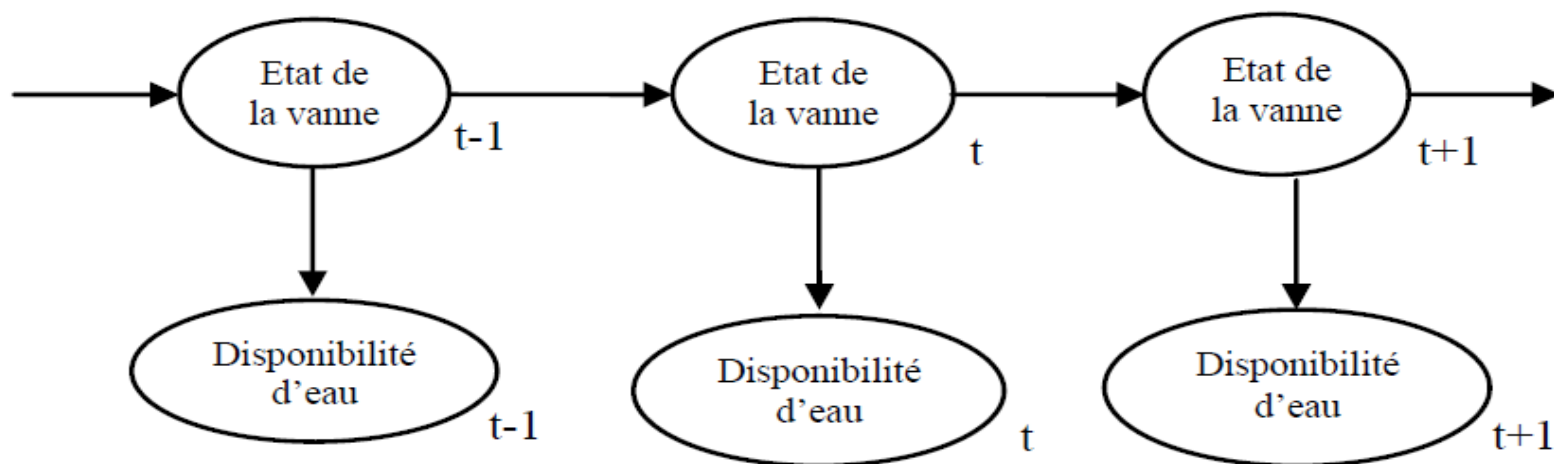 Etat de
la vanne
t-1
Etat de
la vanne
t
Etat de
la vanne
t+1
Disponibilité
d’eau
t-1
Disponibilité
d’eau
t
Disponibilité
d’eau
t+1